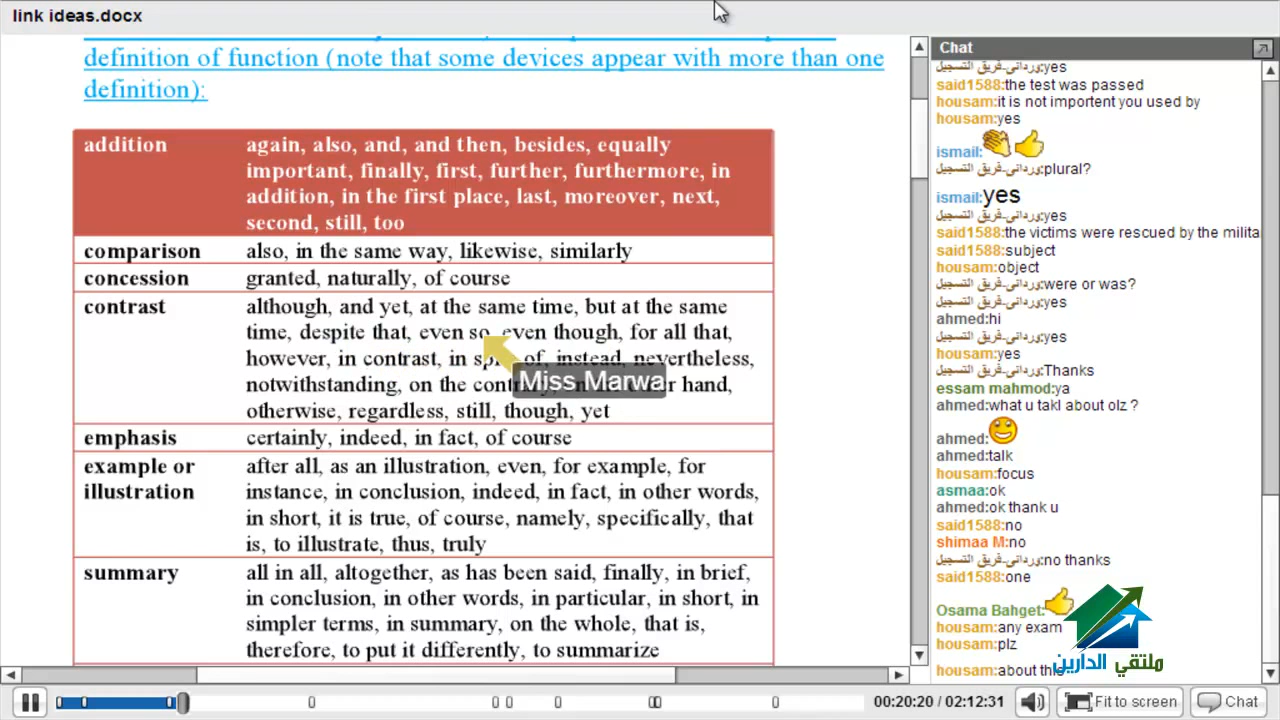 link ideas.docx
definition of function (note that some devices appear with more than one
definition):
addition
again, also, and, and then, besides, equally
important, finally, first, further, furthermore, in
addition, in the first place, last, moreover, next,
second, still, too
comparison
also, in the same way, likewise, similarly
concession
granted, naturally, of course
contrast
although, and yet, at the same time, but at the same
time, despite that, even so, even though, for all that,
however, in contrast, in of, instead, nevertheless,
notwithstanding, on the hand,
otherwise, regardless, still, though, yet
Miss Marwa
emphasis
certainly, indeed, in fact, of course
example or
illustration
after all, as an illustration, even, for example, for
instance, in conclusion, indeed, in fact, in other words,
in short, it is true, of course, namely, specifically, that
is, to illustrate, thus, truly
summary
all in all, altogether, as has been said, finally, in brief,
in conclusion, in other words, in particular, in short, in
simpler terms, in summary, on the whole, that is,
therefore, to put it differently, to summarize
Chat
ورداني-فريق التسجيل:yes
said1588:the test was passed
housam:it is not importent you used by
housam:yes
ismail:
ورداني-فريق التسجيل:plural?
ismail:yes
ورداني-فريق التسجيل:yes
said1588:the victims were rescued by the milita
said1588:subject
housam:object
ورداني-فريق التسجيل:were or was?
ورداني-فريق التسجيل:yes
ahmed:hi
ورداني-فريق التسجيل:yes
housam:yes
ورداني-فريق التسجيل:Thanks
essam mahmod:ya
ahmed:what u takl about olz ?
ahmed:
ahmed:talk
housam:focus
asmaa:ok
ahmed:ok thank u
said1588:no
shimaa M:no
ورداني-فريق التسجيل:no thanks
said1588:one
Osama Bahget:
housam:any exam
housam:plz
housam:about this
ملتقي الدارين
00:20:20 / 02:12:31
Fit to screen
Chat